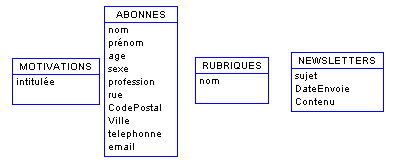 MOTIVATIONS
intitulée
ABONNES
nom
prénom
age
sexe
profession
rue
CodePostal
Ville
telephonne
email
RUBRIQUES
nom
NEWSLETTERS
sujet
DateEnvoie
Contenu